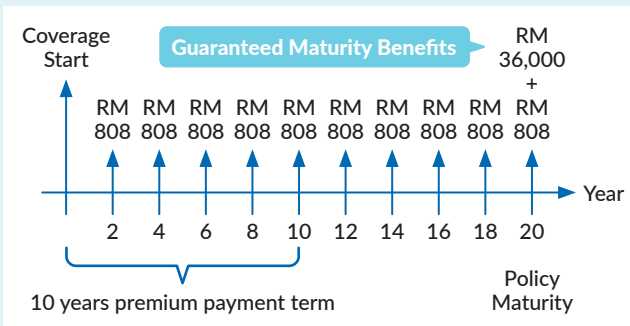 Coverage
Start
Guaranteed Maturity Benefits
RM
36,000
+
RM RM RM RM RM RM RM RM RM RM
808 808 808 808 808 808 808 808 808 808
Year
2 4 6 8 10 12 14 16 18 20
10 years premium payment term
Policy
Maturity